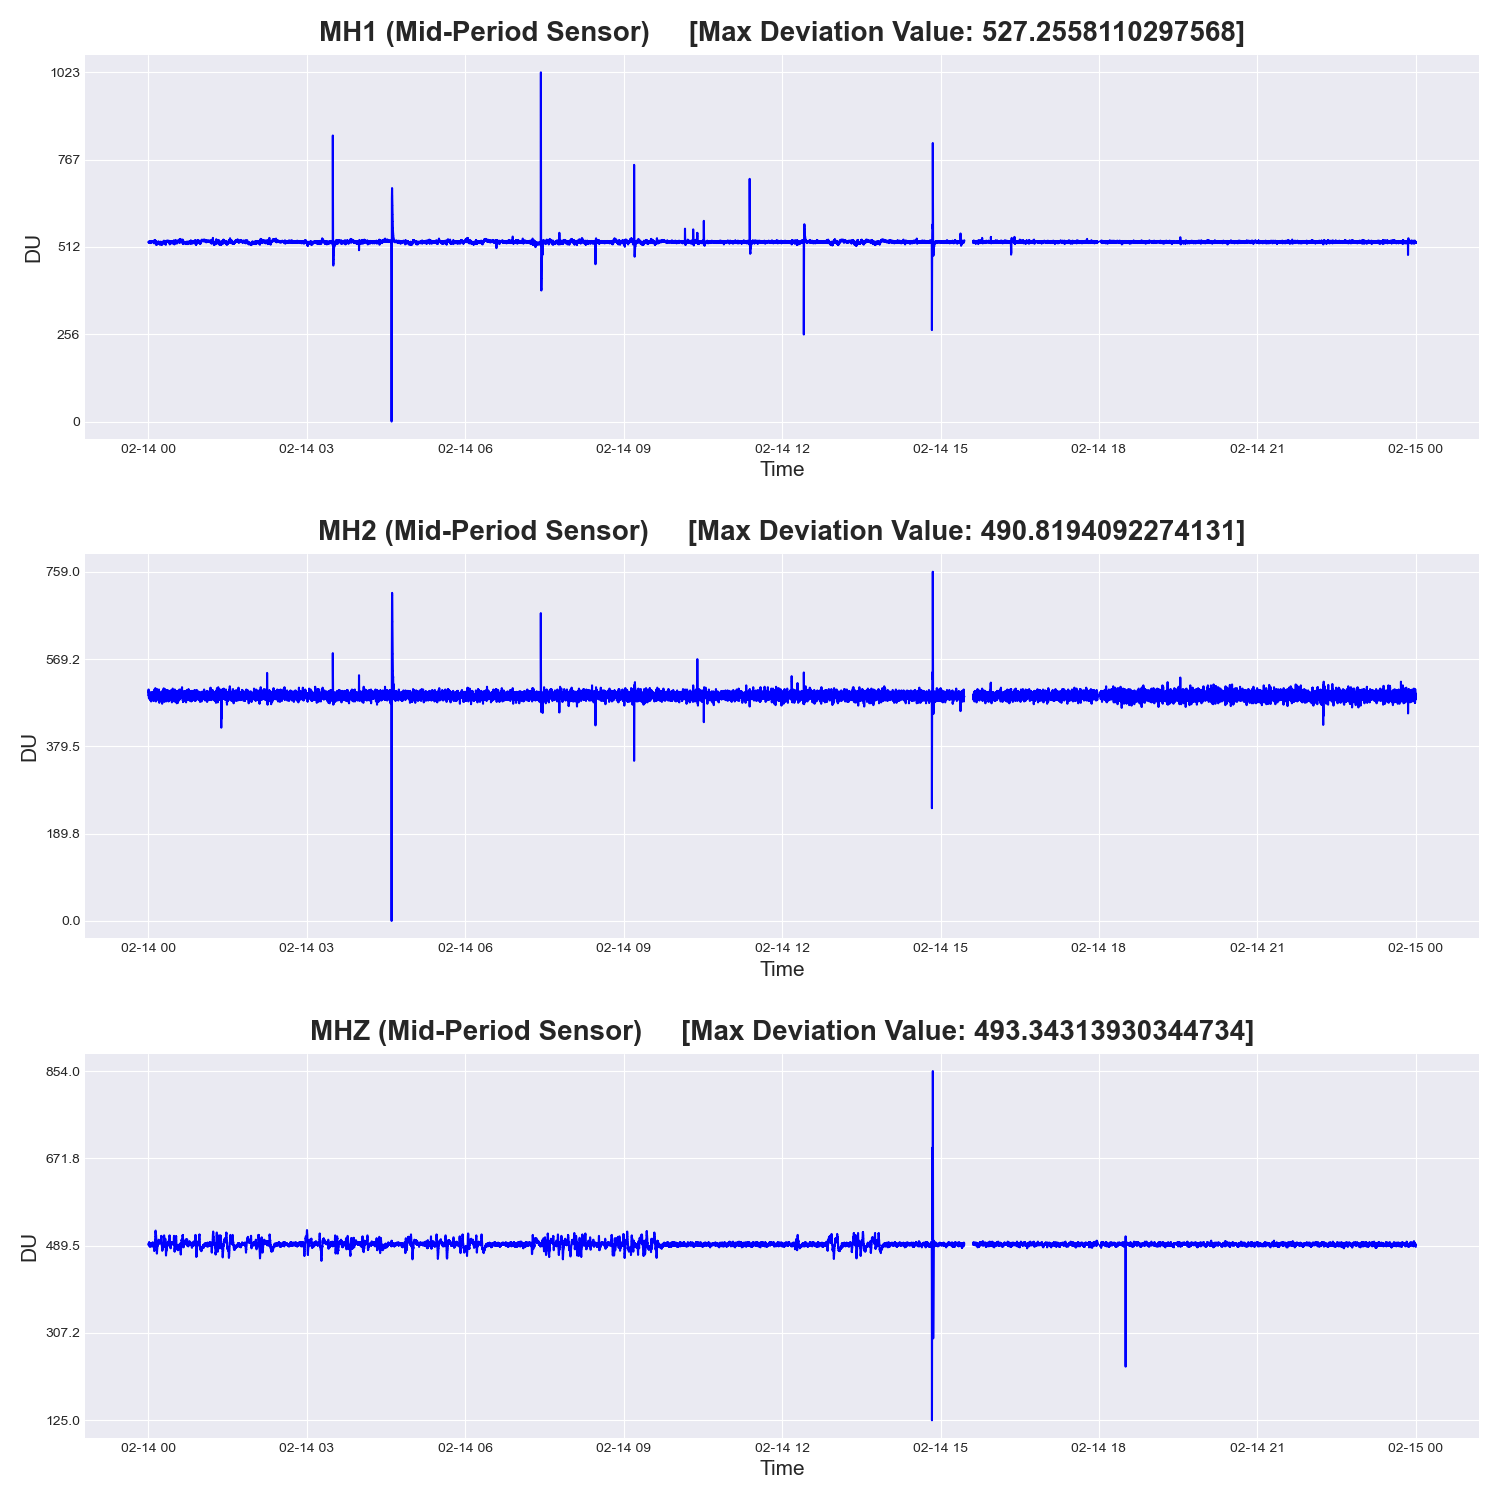 MH1 (Mid-Period Sensor) [Max Deviation Value: 527.2558110297568]
1023
767
512
256
0
DU
02-14 00 02-14 03 02-14 06 02-14 09 02-14 12 02-14 15 02-14 18 02-14 21 02-15 00
Time
MH2 (Mid-Period Sensor) [Max Deviation Value: 490.8194092274131]
759.0
569.2
379.5
189.8
0.0
DU
02-14 00 02-14 03 02-14 06 02-14 09 02-14 12 02-14 15 02-14 18 02-14 21 02-15 00
Time
MHZ (Mid-Period Sensor) [Max Deviation Value: 493.34313930344734]
854.0
671.8
489.5
307.2
125.0
DU
02-14 00 02-14 03 02-14 06 02-14 09 02-14 12 02-14 15 02-14 18 02-14 21 02-15 00
Time